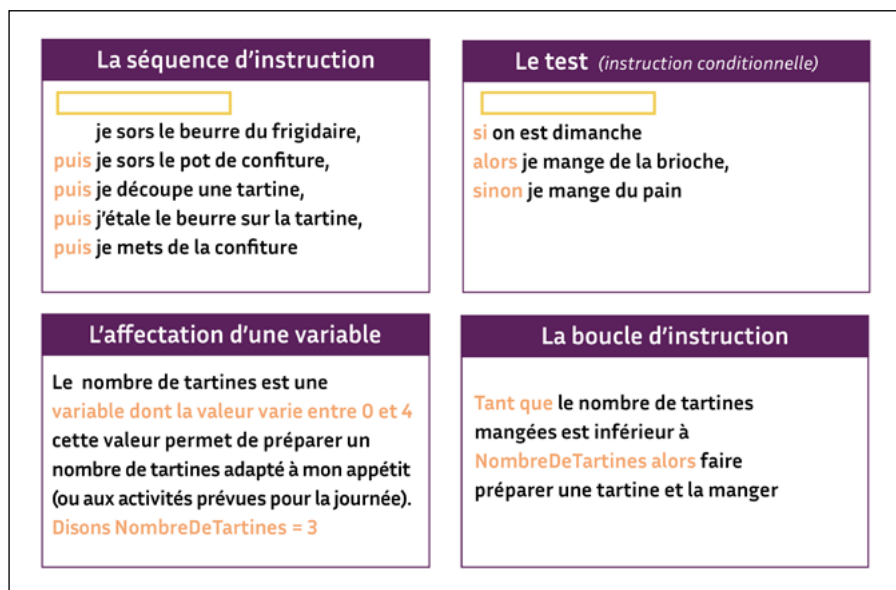 La séquence d'instruction
je sors le beurre du frigidaire,
puis je sors le pot de confiture,
puis je découpe une tartine,
puis j'étale le beurre sur la tartine,
puis je mets de la confiture
Le test (instruction conditionnelle)
si on est dimanche
alors je mange de la brioche,
sinon je mange du pain
L'affectation d'une variable
Le nombre de tartines est une
variable dont la valeur varie entre 0 et 4
cette valeur permet de préparer un
nombre de tartines adapté à mon appétit
(ou aux activités prévues pour la journée).
Disons NombreDeTartines = 3
La boucle d'instruction
Tant que le nombre de tartines
mangées est inférieur à
NombreDeTartines alors faire
préparer une tartine et la manger